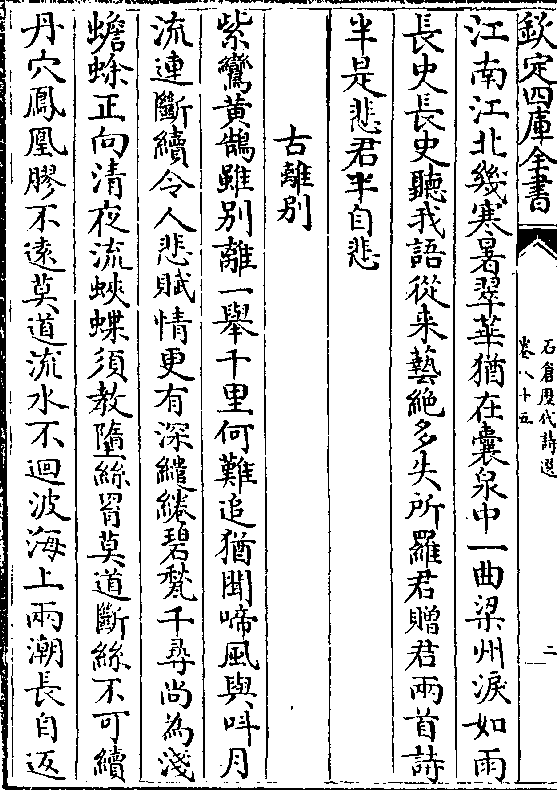 欽定四庫全書
石倉歷代詩選
卷八十五
二
江南江北幾寒暑翠華猶在囊泉中一曲梁州淚如雨
長史長史聽我語從来藝絶多失所羅君贈君兩首詩
半是悲君半自悲
古離别
紫鸞黄鵠雖别離一舉千里何難追猶聞啼風與呌月
流連斷續令人悲賦情更有深繾綣碧甃千尋尚為淺
蟾蜍正向清夜流蛺蝶須教墮絲罥莫道斷絲不可續
丹穴鳳凰膠不逺莫道流水不迴波海上兩潮長自返